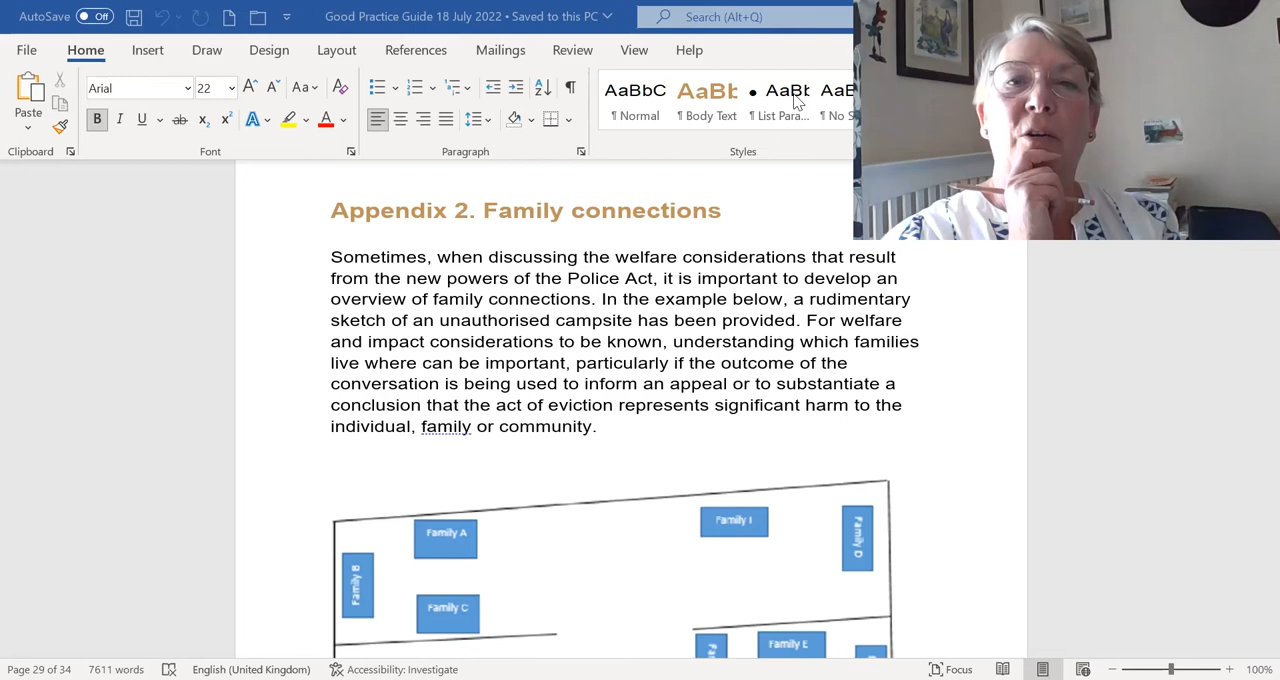 AutoSave Off Good Practice Guide 18 July 2022 • Saved to this PC Search (Alt+Q)
File Home Insert Draw Design Layout References Mailings Review View Help
Arial 22 Aa
Paste
B I U ab x₂ x² A A
AaBbC AaBb • AaBb AaB
¶ Normal ¶ Body Text ¶ List Para... ¶ No S
Clipboard Font Paragraph Styles
Appendix 2. Family connections
Sometimes, when discussing the welfare considerations that result
from the new powers of the Police Act, it is important to develop an
overview of family connections. In the example below, a rudimentary
sketch of an unauthorised campsite has been provided. For welfare
and impact considerations to be known, understanding which families
live where can be important, particularly if the outcome of the
conversation is being used to inform an appeal or to substantiate a
conclusion that the act of eviction represents significant harm to the
individual, family or community.
Family A
Family I
Family D
Family B
Family C
Family E
Page 29 of 34 7611 words English (United Kingdom) Accessibility: Investigate Focus 100%